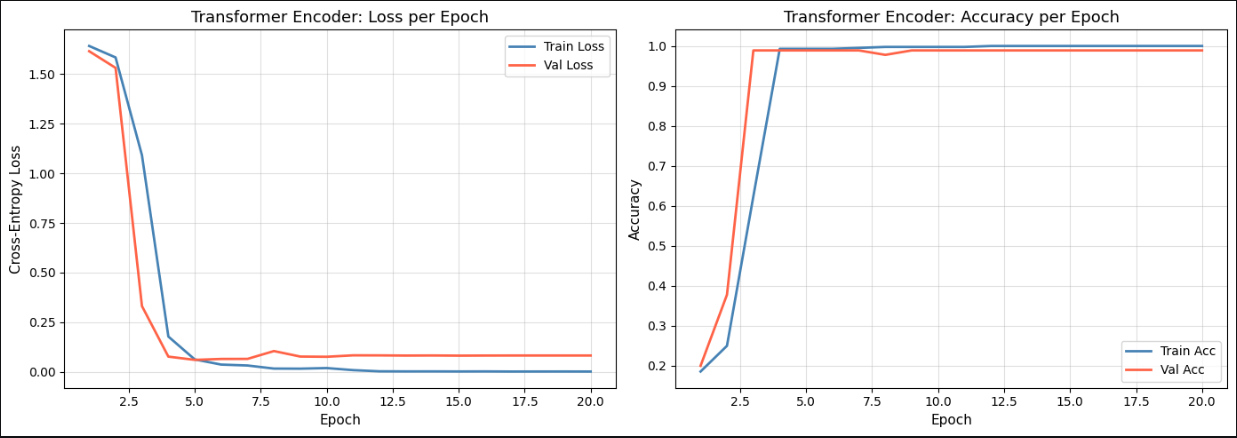 Transformer Encoder: Loss per Epoch
Train Loss
Val Loss
1.50
1.25
1.00
0.75
0.50
0.25
0.00
Cross-Entropy Loss
2.5 5.0 7.5 10.0 12.5 15.0 17.5 20.0
Epoch
Transformer Encoder: Accuracy per Epoch
1.0
0.9
0.8
0.7
0.6
0.5
0.4
0.3
0.2
Accuracy
Train Acc
Val Acc
2.5 5.0 7.5 10.0 12.5 15.0 17.5 20.0
Epoch